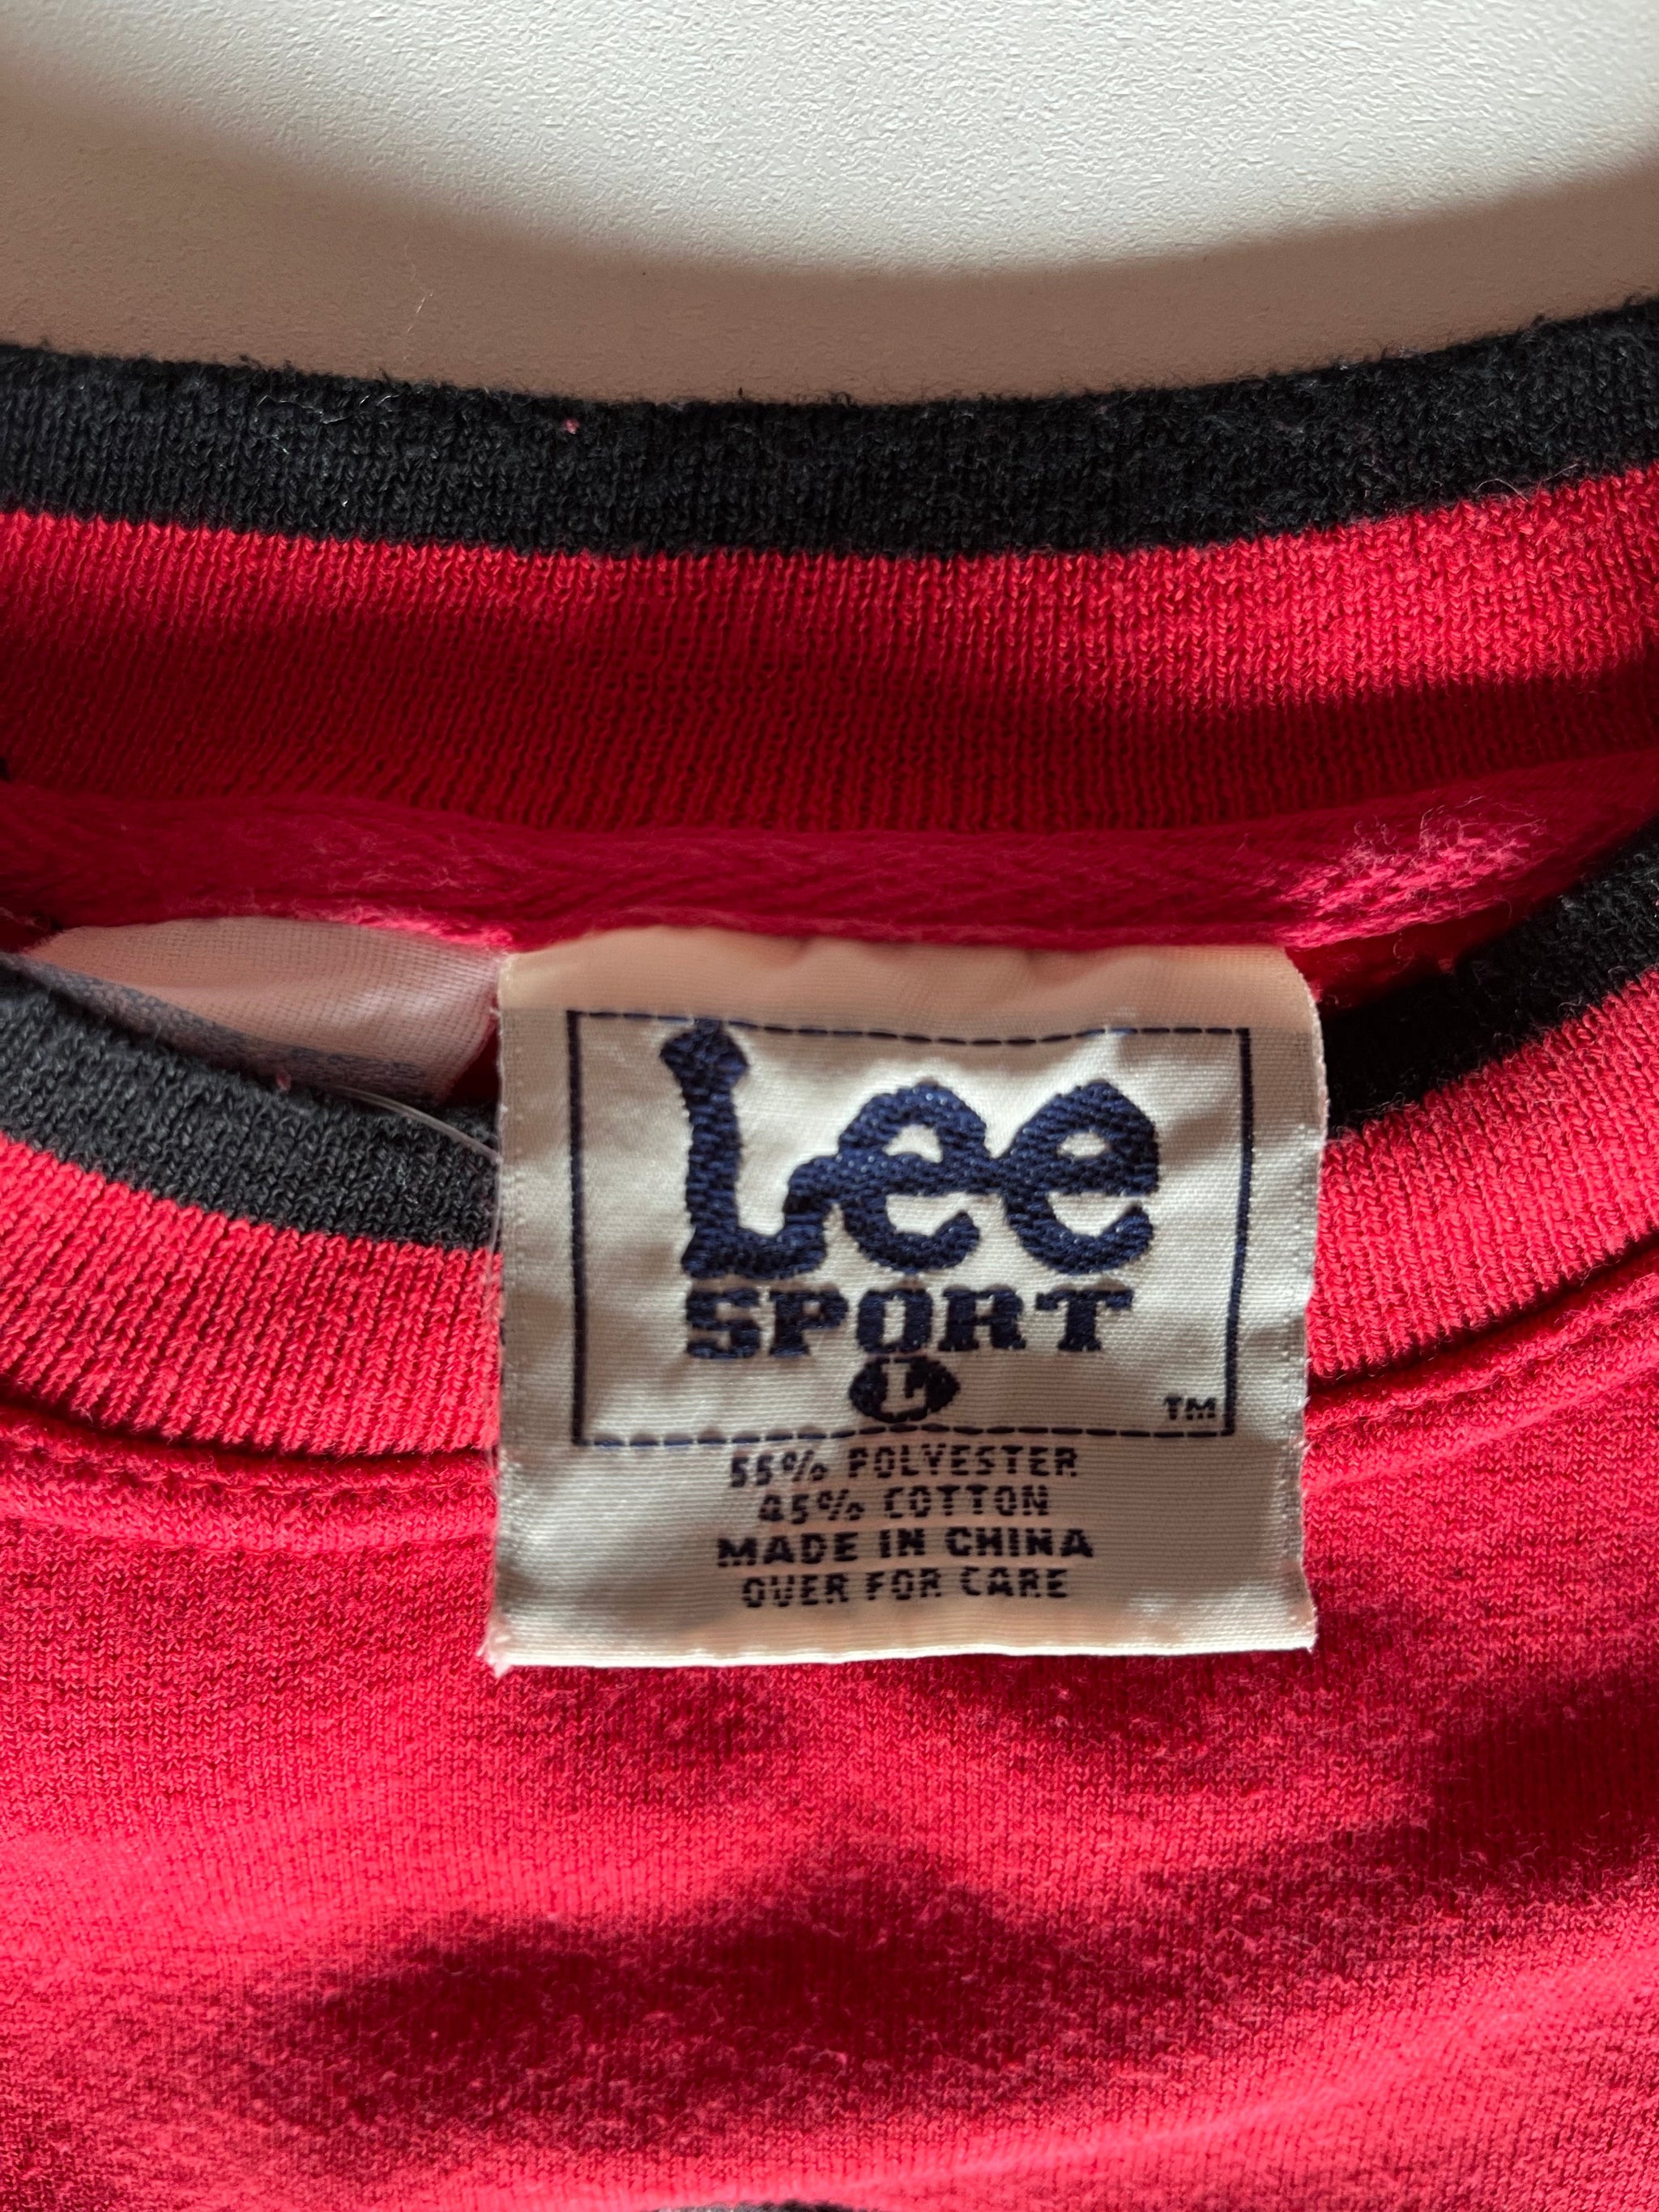 Lee
SPORT
L
TM
55% POLYESTER
45% COTTON
MADE IN CHINA
OVER FOR CARE